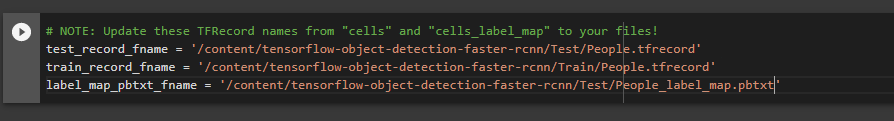 # NOTE: Update these TFRecord names from "cells" and "cells_label_map" to your files!
test_record_fname = '/content/tensorflow-object-detection-faster-rcnn/Test/People.tfrecord'
train_record_fname = '/content/tensorflow-object-detection-faster-rcnn/Train/People.tfrecord'
label_map_pbtxt_fname = '/content/tensorflow-object-detection-faster-rcnn/Test/People_label_map.pbtxt'